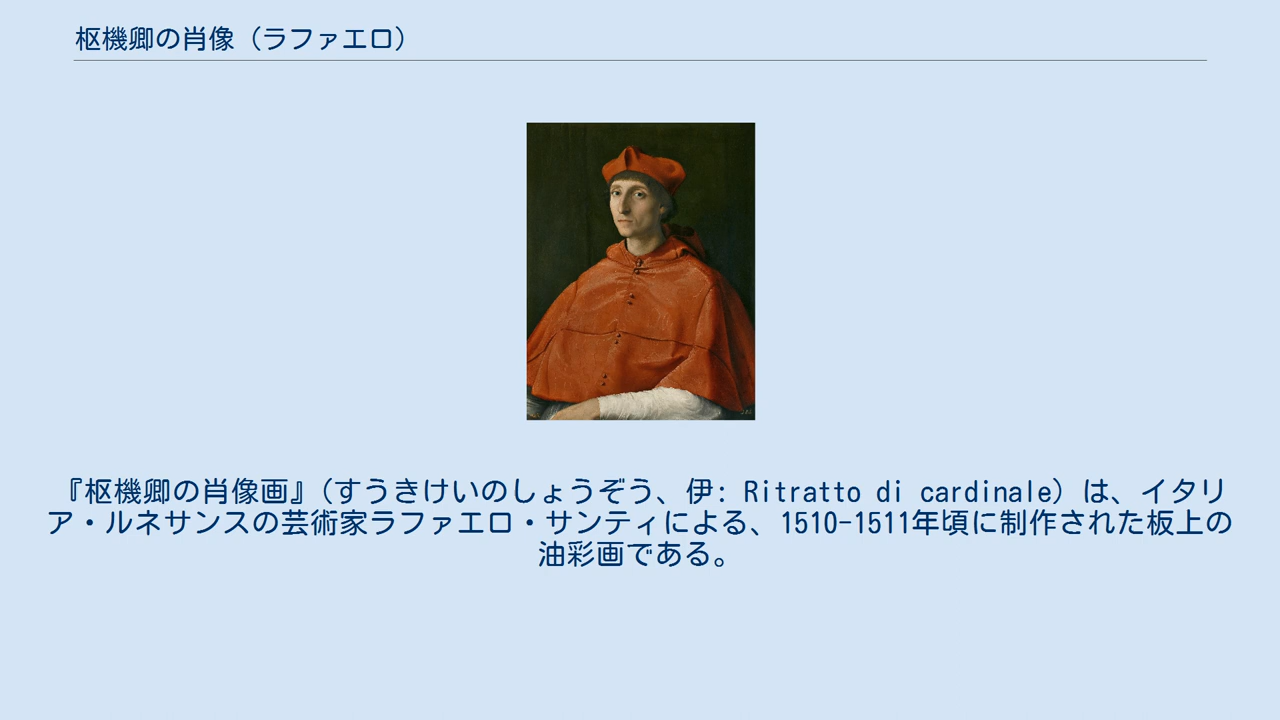 枢機卿の肖像（ラファエロ）
『枢機卿の肖像画』（すうきけいのしょうぞう、伊: Ritratto di cardinale）は、イタリ
ア・ルネサンスの芸術家ラファエロ・サンティによる、1510-1511年頃に制作された板上の
油彩画である。